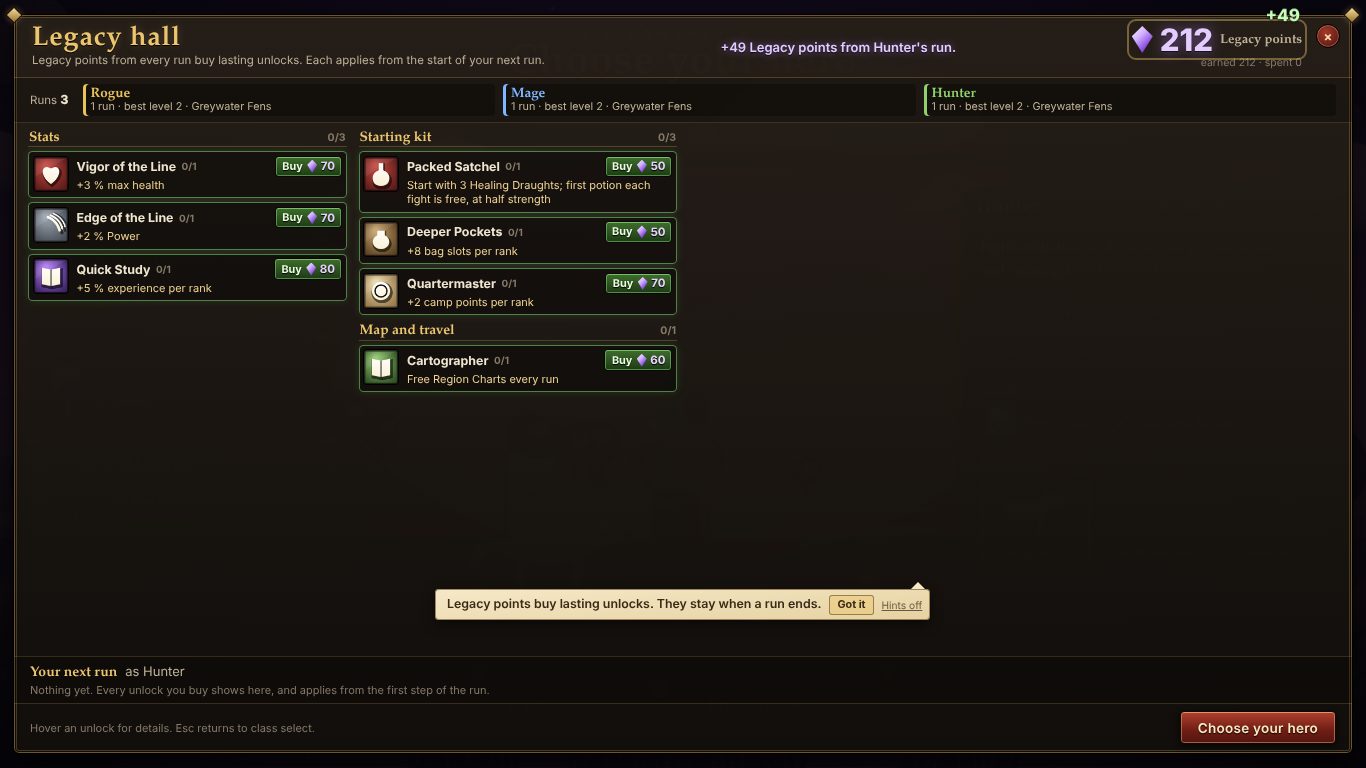 +49
Legacy hall
Legacy points from every run buy lasting unlocks. Each applies from the start of your next run.
+49 Legacy points from Hunter's run.
212 Legacy points
earned 212 · spent 0
Runs 3
Rogue
1 run · best level 2 · Greywater Fens
Mage
1 run · best level 2 · Greywater Fens
Hunter
1 run · best level 2 · Greywater Fens
Stats 0/3
Vigor of the Line 0/1 Buy 70
+3 % max health
Edge of the Line 0/1 Buy 70
+2 % Power
Quick Study 0/1 Buy 80
+5 % experience per rank
Starting kit 0/3
Packed Satchel 0/1 Buy 50
Start with 3 Healing Draughts; first potion each
fight is free, at half strength
Deeper Pockets 0/1 Buy 50
+8 bag slots per rank
Quartermaster 0/1 Buy 70
+2 camp points per rank
Map and travel 0/1
Cartographer 0/1 Buy 60
Free Region Charts every run
Legacy points buy lasting unlocks. They stay when a run ends. Got it Hints off
Your next run as Hunter
Nothing yet. Every unlock you buy shows here, and applies from the first step of the run.
Hover an unlock for details. Esc returns to class select.
Choose your hero